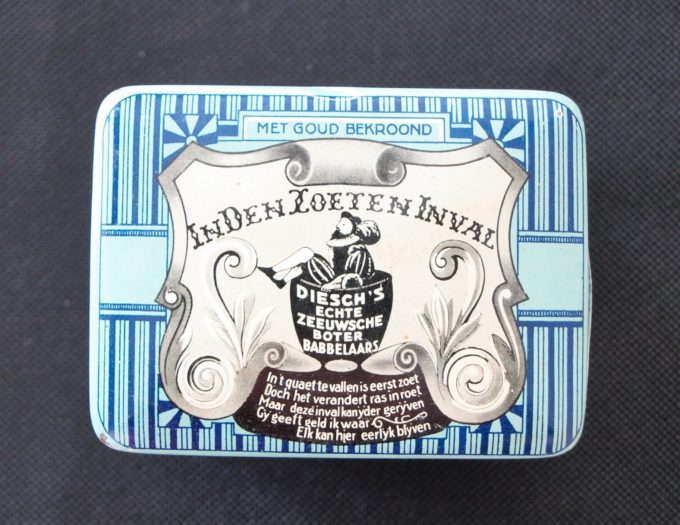 MET GOUD BEKROOND
IN DEN ZOETEN INVAL
DIESCH'S
ECHTE
ZEEUWSCHE
BOTER
BABBELAARS
In't quaet te vallen is eerst zoet
Doch het verandert ras in roet
Maar deze inval kan yder geryven
Gy geeft geld ik waar
Elk kan hier eerlyk blyven